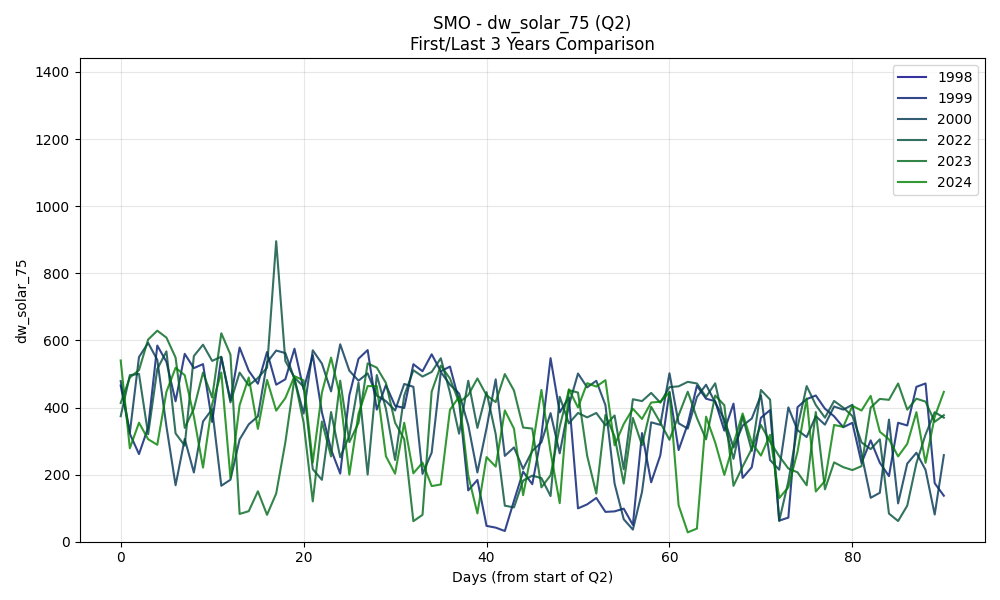 SMO - dw_solar_75 (Q2)
First/Last 3 Years Comparison
1400
1200
1000
800
600
400
200
0
dw_solar_75
0 20 40 60 80
Days (from start of Q2)
1998
1999
2000
2022
2023
2024